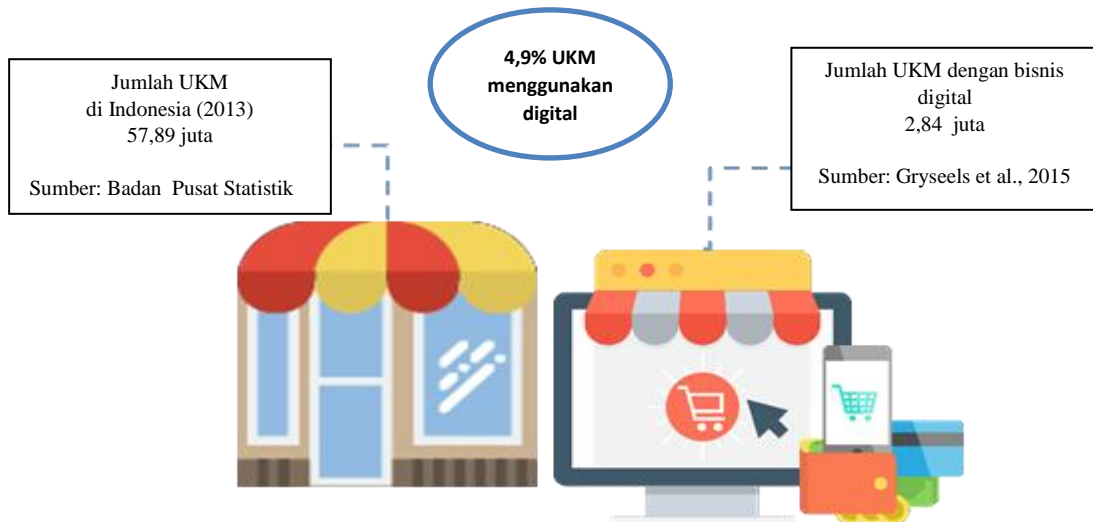 Jumlah UKM
di Indonesia (2013)
57,89 juta
Sumber: Badan Pusat Statistik
4,9% UKM
menggunakan
digital
Jumlah UKM dengan bisnis
digital
2,84 juta
Sumber: Gryseels et al., 2015